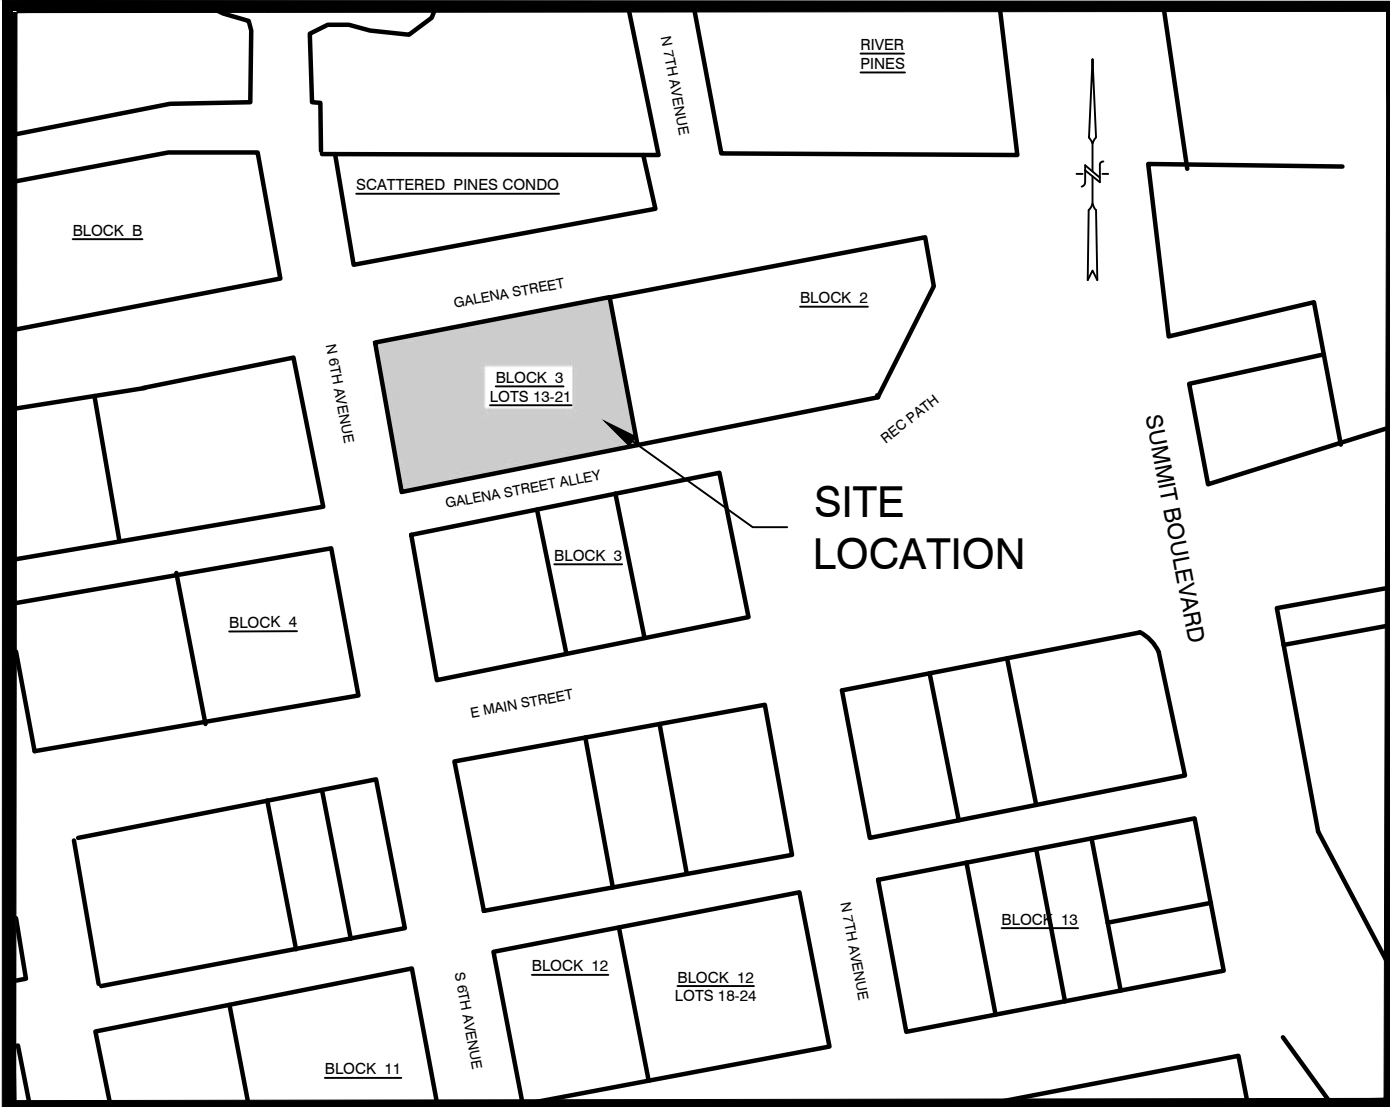 N 7TH AVENUE
RIVER
PINES
SCATTERED PINES CONDO
BLOCK B
N
GALENA STREET
BLOCK 2
N 6TH AVENUE
BLOCK 3
LOTS 13-21
REC PATH
GALENA STREET ALLEY
SITE
LOCATION
SUMMIT BOULEVARD
BLOCK 3
BLOCK 4
E MAIN STREET
N 7TH AVENUE
BLOCK 13
BLOCK 12
BLOCK 12
LOTS 18-24
S 6TH AVENUE
BLOCK 11